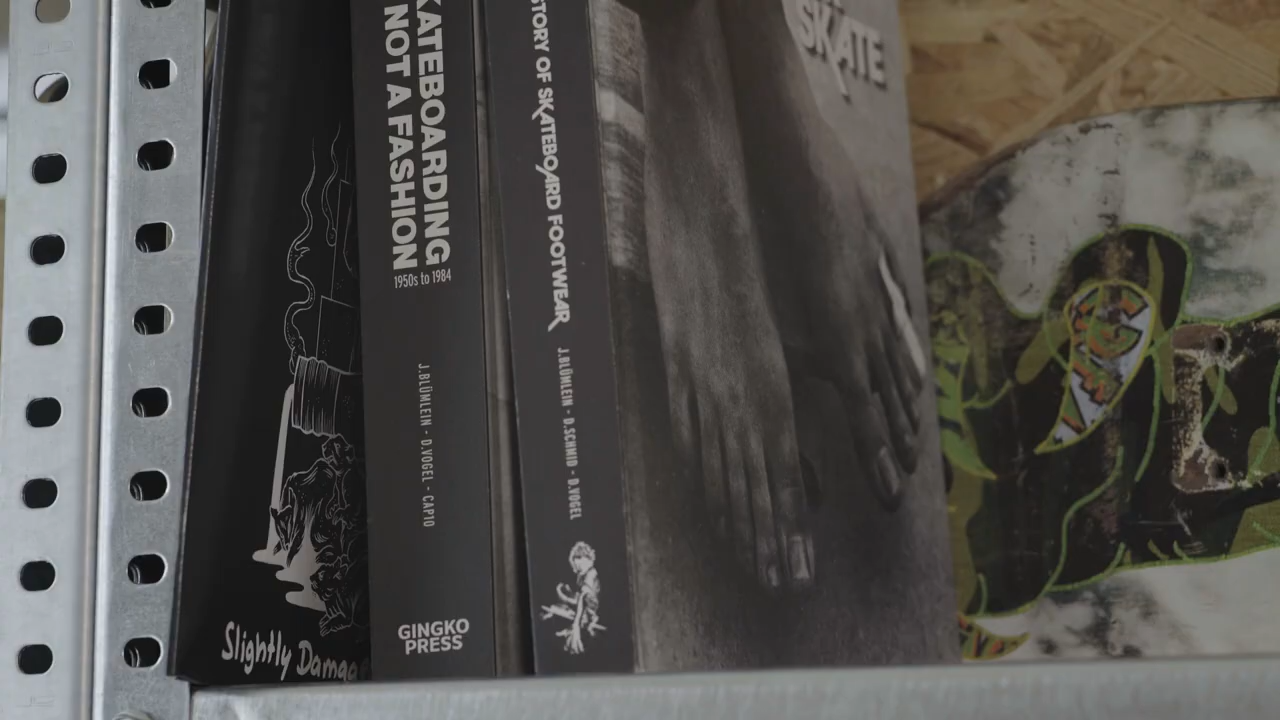 Slightly Damag
KATEBOARDING
NOT A FASHION
1950s to 1984
J.BLÜMLEIN - D.VOGEL - CAP10
GINGKO
PRESS
STORY OF SKATEBOARD FOOTWEAR
J.BLÜMLEIN - D.SCHMID - D.VOGEL
SKATE